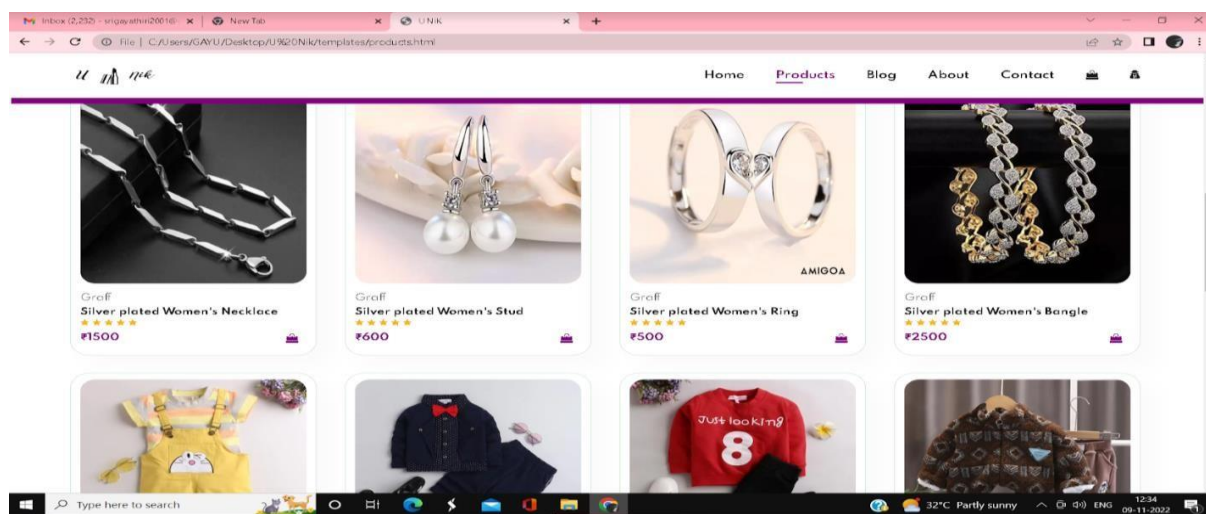 Inbox (2,232) - srigayathiri20016
New Tab
U NIK
File | C:/Users/GAYU/Desktop/U%20Nik/templates/products.html
U nik
Home Products Blog About Contact
AMIGOA
Graff Graff Graff Graff
Silver plated Women's Necklace Silver plated Women's Stud Silver plated Women's Ring Silver plated Women's Bangle
₹1500 ₹600 ₹500 ₹2500
Just looking
8
Type here to search
32°C Partly sunny ENG 12:34
09-11-2022